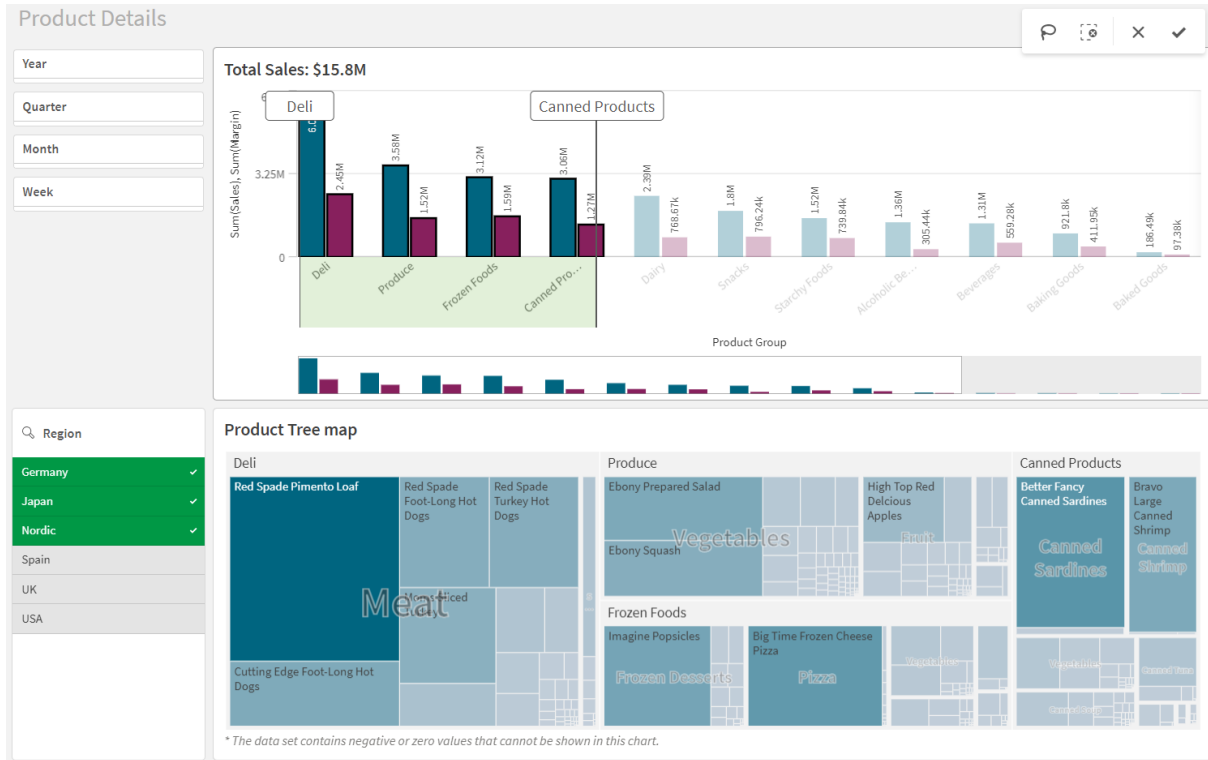 Product Details
Year
Quarter
Month
Week
Total Sales: $15.8M
Deli
Canned Products
Sum(Sales), Sum(Margin)
3.25M
0
2.45M
3.58M
1.52M
3.12M
1.59M
3.06M
1.27M
2.39M
768.67k
1.8M
796.24k
1.52M
739.84k
1.36M
305.44k
1.31M
559.28k
921.8k
411.95k
186.49k
97.38k
Deli
Produce
Frozen Foods
Canned Pro...
Dairy
Snacks
Starchy Foods
Alcoholic Be...
Beverages
Baking Goods
Baked Goods
Product Group
Region
Germany
Japan
Nordic
Spain
UK
USA
Product Tree map
Deli
Red Spade Pimento Loaf
Red Spade
Foot-Long Hot
Dogs
Red Spade
Turkey Hot
Dogs
Meat
Cutting Edge Foot-Long Hot
Dogs
Produce
Ebony Prepared Salad
Vegetables
Ebony Squash
High Top Red
Delcious
Apples
Fruit
Frozen Foods
Imagine Popsicles
Frozen Desserts
Big Time Frozen Cheese
Pizza
Pizza
Vegetables
Canned Products
Better Fancy
Canned Sardines
Canned
Sardines
Bravo
Large
Canned
Shrimp
Canned
Shrimp
Vegetables
Canned Tuna
Canned Soup
* The data set contains negative or zero values that cannot be shown in this chart.